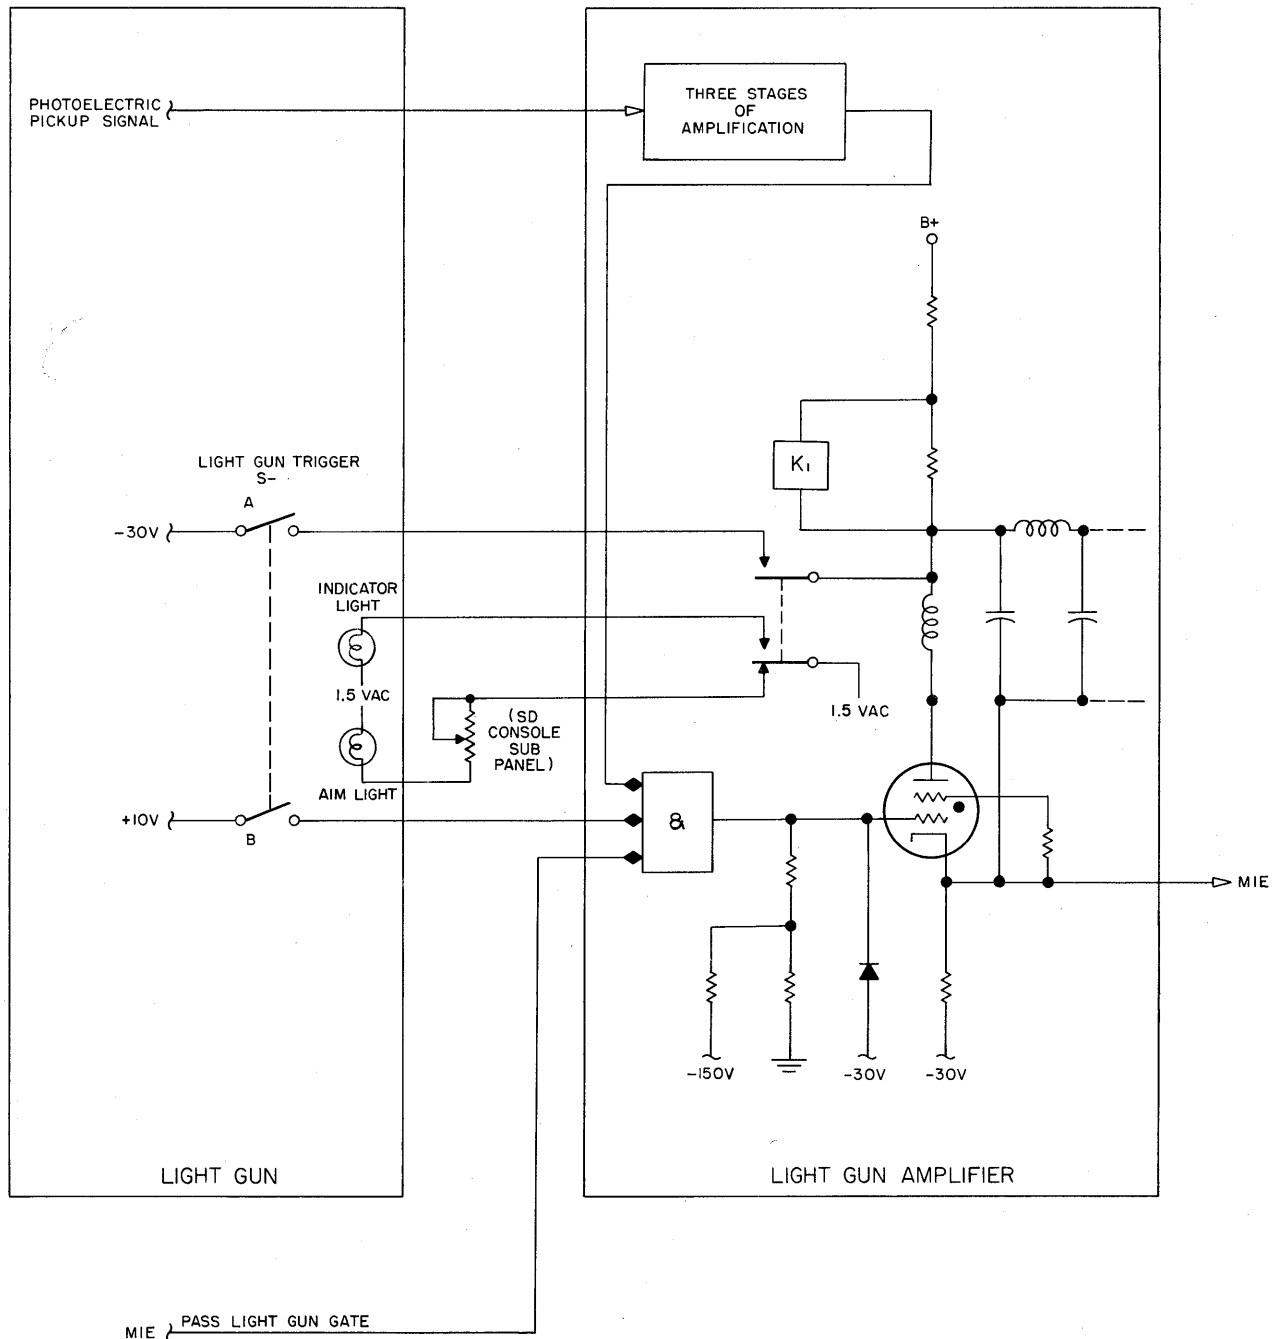 PHOTOELECTRIC
PICKUP SIGNAL
THREE STAGES
OF
AMPLIFICATION
B+
K1
LIGHT GUN TRIGGER
S-
A
-30V
INDICATOR
LIGHT
1.5 VAC
(SD
CONSOLE
SUB
PANEL)
1.5 VAC
AIM LIGHT
+10V
B
&
MIE
-150V
-30V
-30V
LIGHT GUN
LIGHT GUN AMPLIFIER
MIE
PASS LIGHT GUN GATE